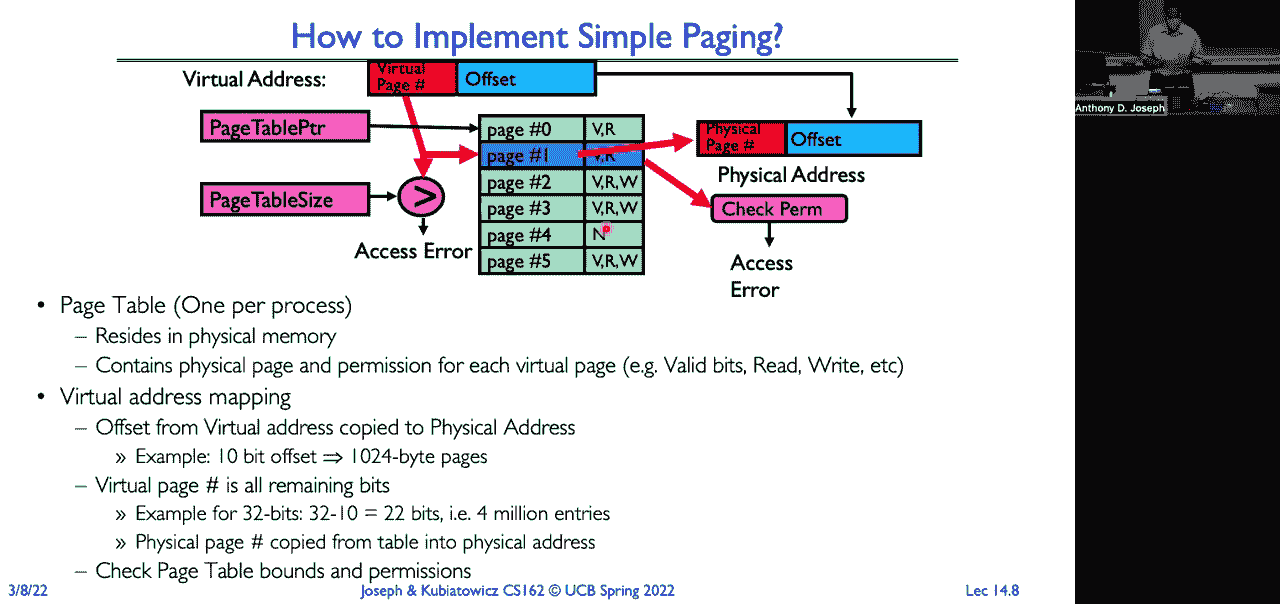 How to Implement Simple Paging?
Virtual Address:
Virtual
Page #
Offset
PageTablePtr
PageTableSize
>
Access Error
page #0 V,R
page #1 V,R
page #2 V,R,W
page #3 V,R,W
page #4 N
page #5 V,R,W
Physical
Page #
Offset
Physical Address
Check Perm
Access
Error
Anthony D. Joseph
• Page Table (One per process)
– Resides in physical memory
– Contains physical page and permission for each virtual page (e.g. Valid bits, Read, Write, etc)
• Virtual address mapping
– Offset from Virtual address copied to Physical Address
» Example: 10 bit offset ⇒ 1024-byte pages
– Virtual page # is all remaining bits
» Example for 32-bits: 32-10 = 22 bits, i.e. 4 million entries
» Physical page # copied from table into physical address
– Check Page Table bounds and permissions
3/8/22
Joseph & Kubiatowicz CS162 © UCB Spring 2022
Lec 14.8